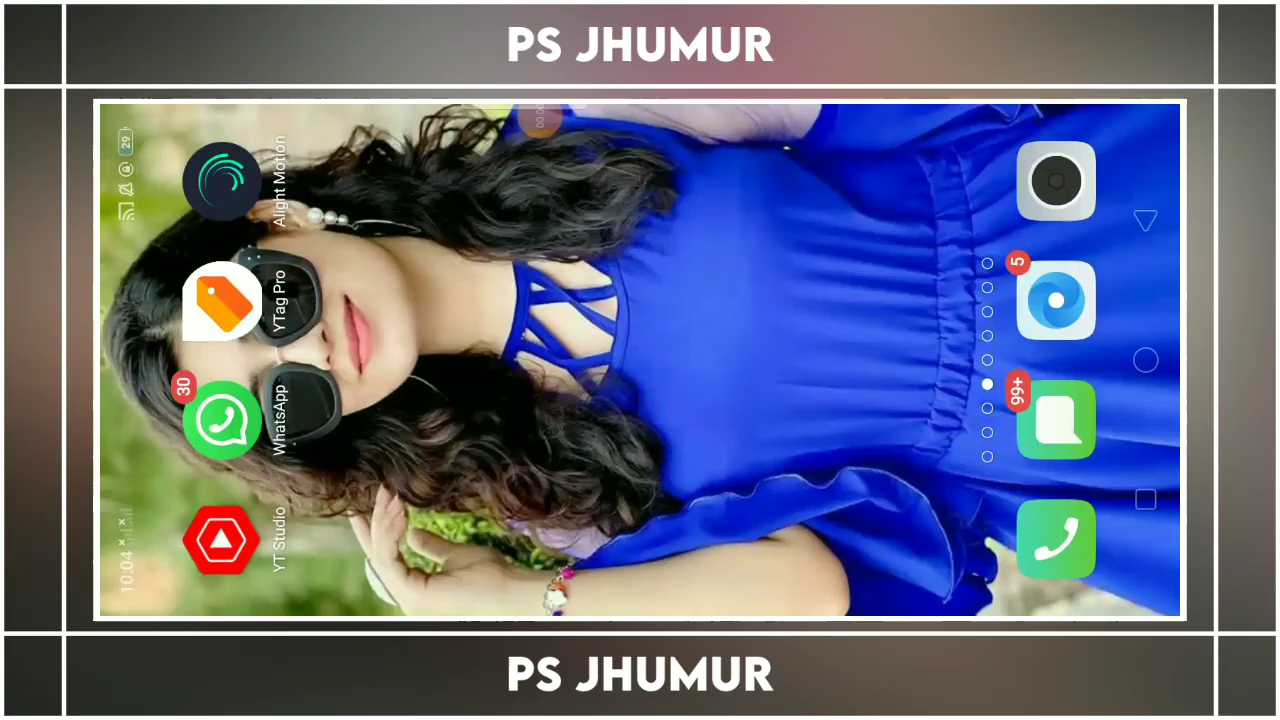 PS JHUMUR
10:04
29
Alight Motion
YTag Pro
30
WhatsApp
YT Studio
5
99+
PS JHUMUR